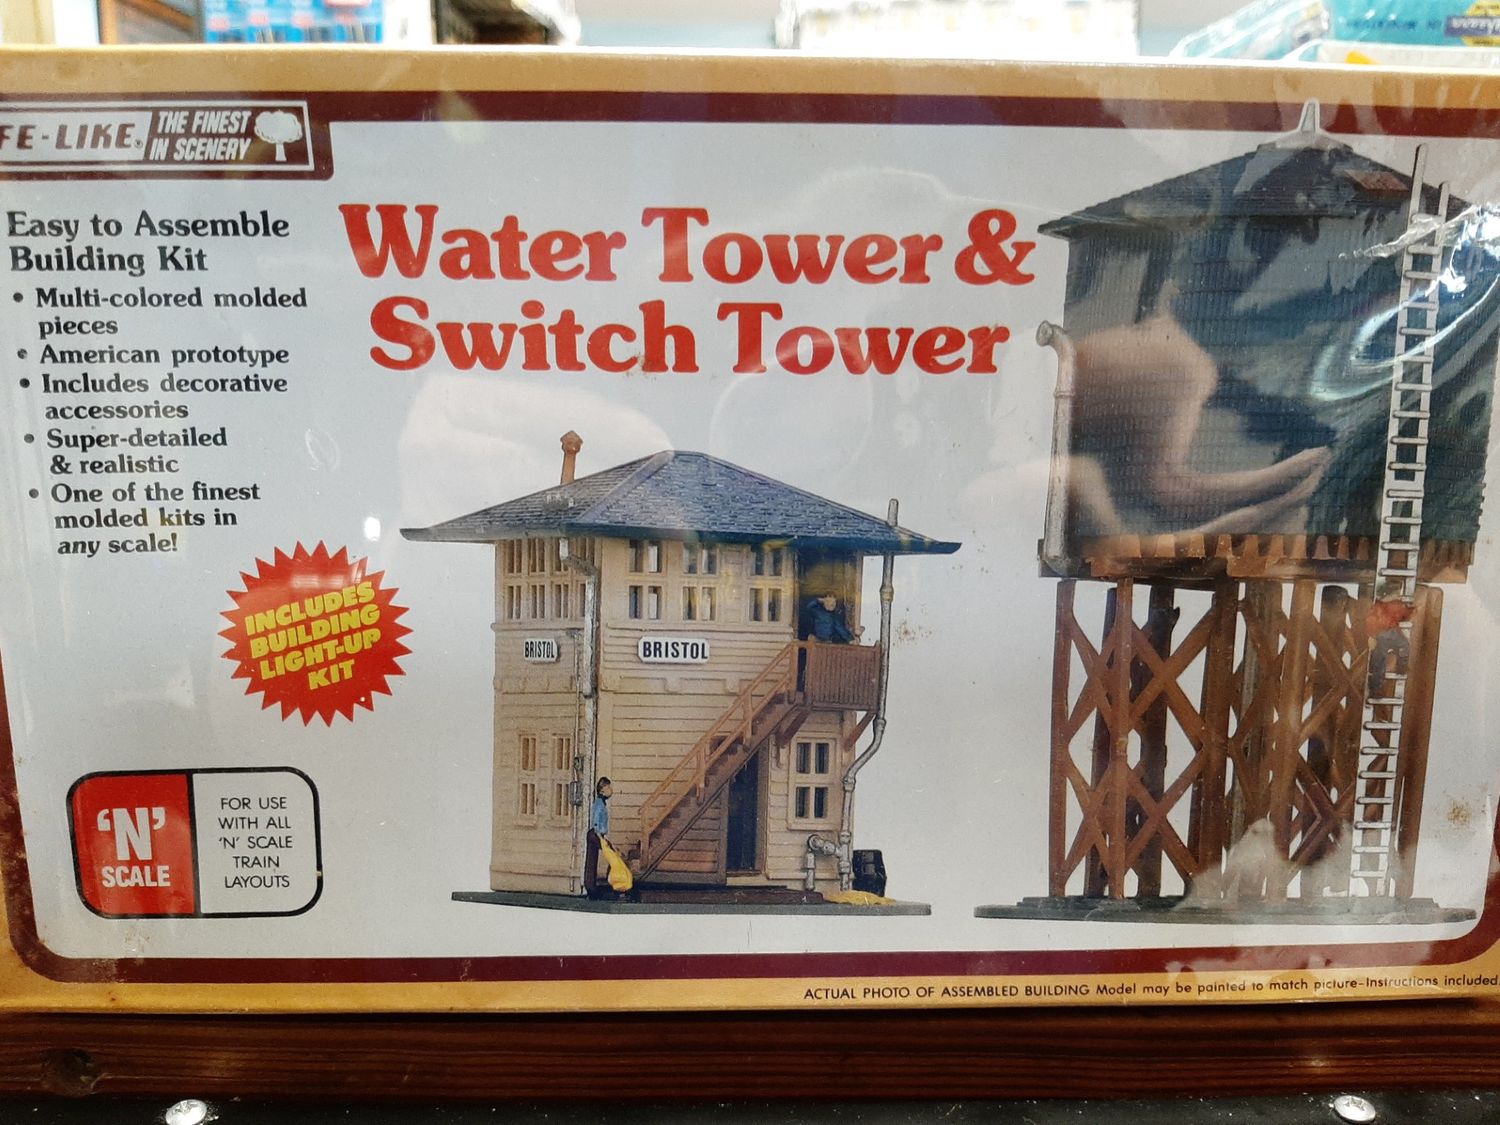 FE-LIKE® THE FINEST
IN SCENERY
Easy to Assemble
Building Kit
• Multi-colored molded
pieces
• American prototype
• Includes decorative
accessories
• Super-detailed
& realistic
• One of the finest
molded kits in
any scale!
Water Tower &
Switch Tower
INCLUDES
BUILDING
LIGHT-UP
KIT
BRISTOL
BRISTOL
'N'
SCALE
FOR USE
WITH ALL
'N' SCALE
TRAIN
LAYOUTS
ACTUAL PHOTO OF ASSEMBLED BUILDING Model may be painted to match picture-Instructions included.